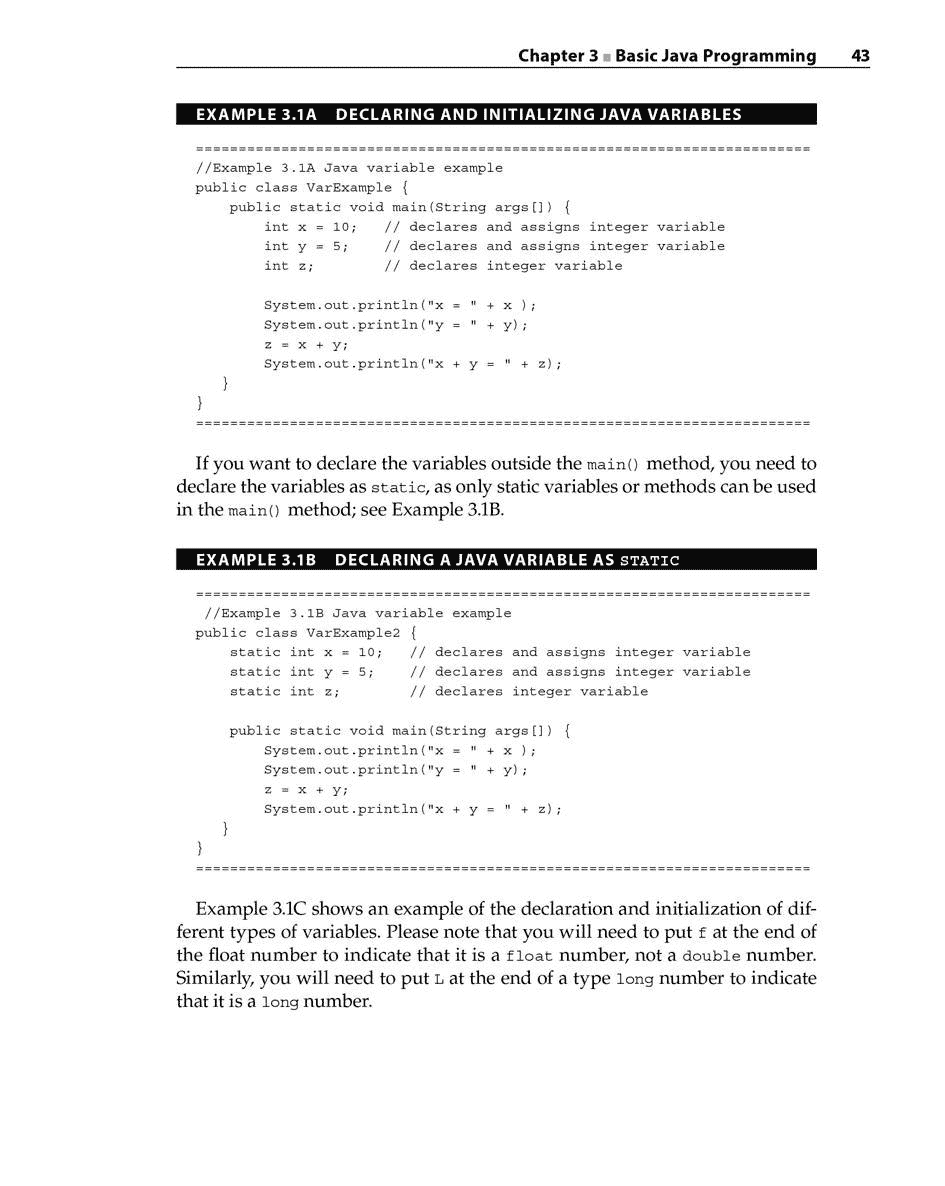 Chapter 3 ■ Basic Java Programming 43
EXAMPLE 3.1A DECLARING AND INITIALIZING JAVA VARIABLES
========================================================================
//Example 3.1A Java variable example
public class VarExample {
    public static void main(String args[]) {
        int x = 10;   // declares and assigns integer variable
        int y = 5;    // declares and assigns integer variable
        int z;        // declares integer variable
        System.out.println("x = " + x );
        System.out.println("y = " + y);
        z = x + y;
        System.out.println("x + y = " + z);
   }
}
========================================================================
If you want to declare the variables outside the main() method, you need to
declare the variables as static, as only static variables or methods can be used
in the main() method; see Example 3.1B.
EXAMPLE 3.1B DECLARING A JAVA VARIABLE AS STATIC
========================================================================
 //Example 3.1B Java variable example
public class VarExample2 {
    static int x = 10;   // declares and assigns integer variable
    static int y = 5;    // declares and assigns integer variable
    static int z;        // declares integer variable
    public static void main(String args[]) {
        System.out.println("x = " + x );
        System.out.println("y = " + y);
        z = x + y;
        System.out.println("x + y = " + z);
   }
}
========================================================================
Example 3.1C shows an example of the declaration and initialization of dif-
ferent types of variables. Please note that you will need to put f at the end of
the float number to indicate that it is a float number, not a double number.
Similarly, you will need to put L at the end of a type long number to indicate
that it is a long number.